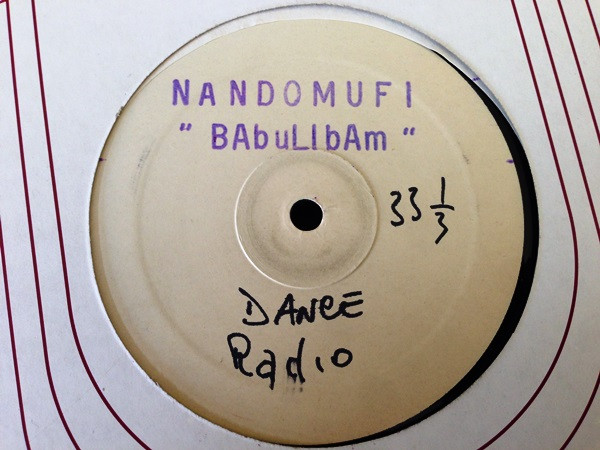 NANDOMUFI
" BAbuLIbAm "
33 1/3
DANCE
Radio